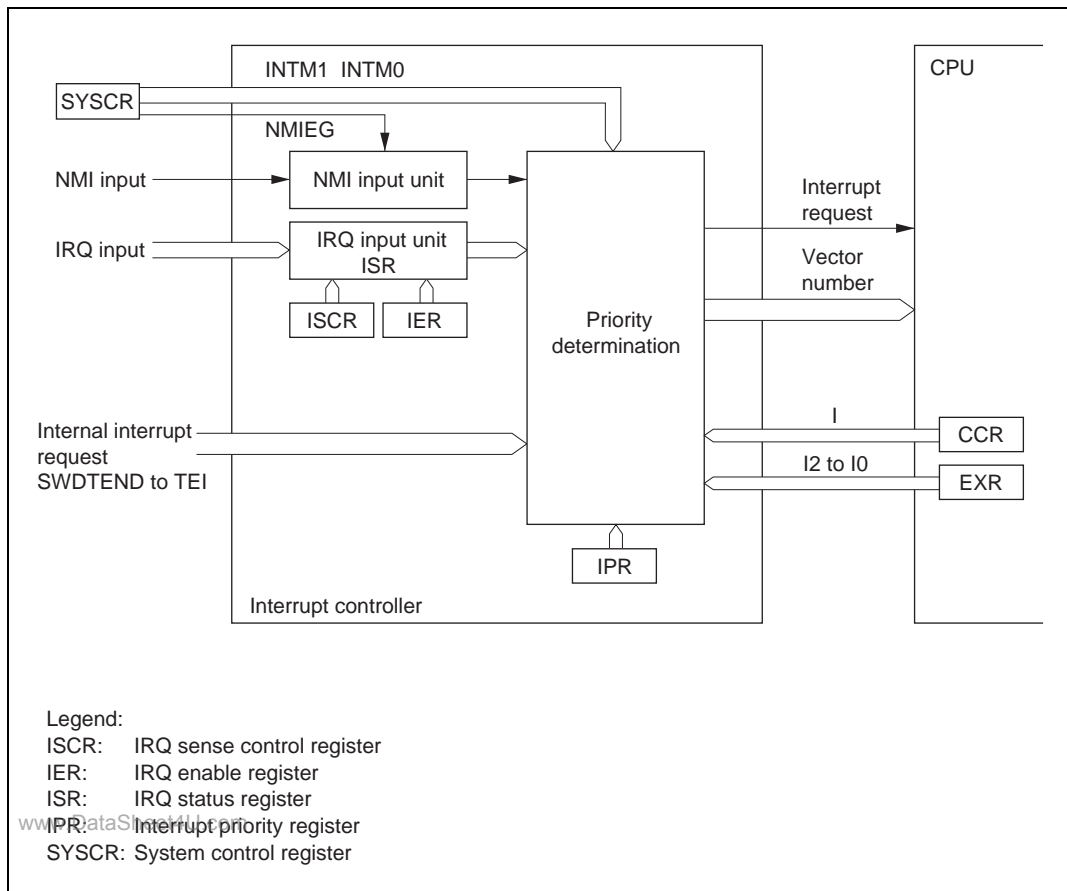 INTM1 INTM0
CPU
SYSCR
NMIEG
NMI input
NMI input unit
Interrupt
request
IRQ input
IRQ input unit
ISR
Vector
number
ISCR
IER
Priority
determination
I
CCR
Internal interrupt
request
SWDTEND to TEI
I2 to I0
EXR
IPR
Interrupt controller
Legend:
ISCR: IRQ sense control register
IER: IRQ enable register
ISR: IRQ status register
IPR: Interrupt priority register
www.DataSheet4U.com
SYSCR: System control register